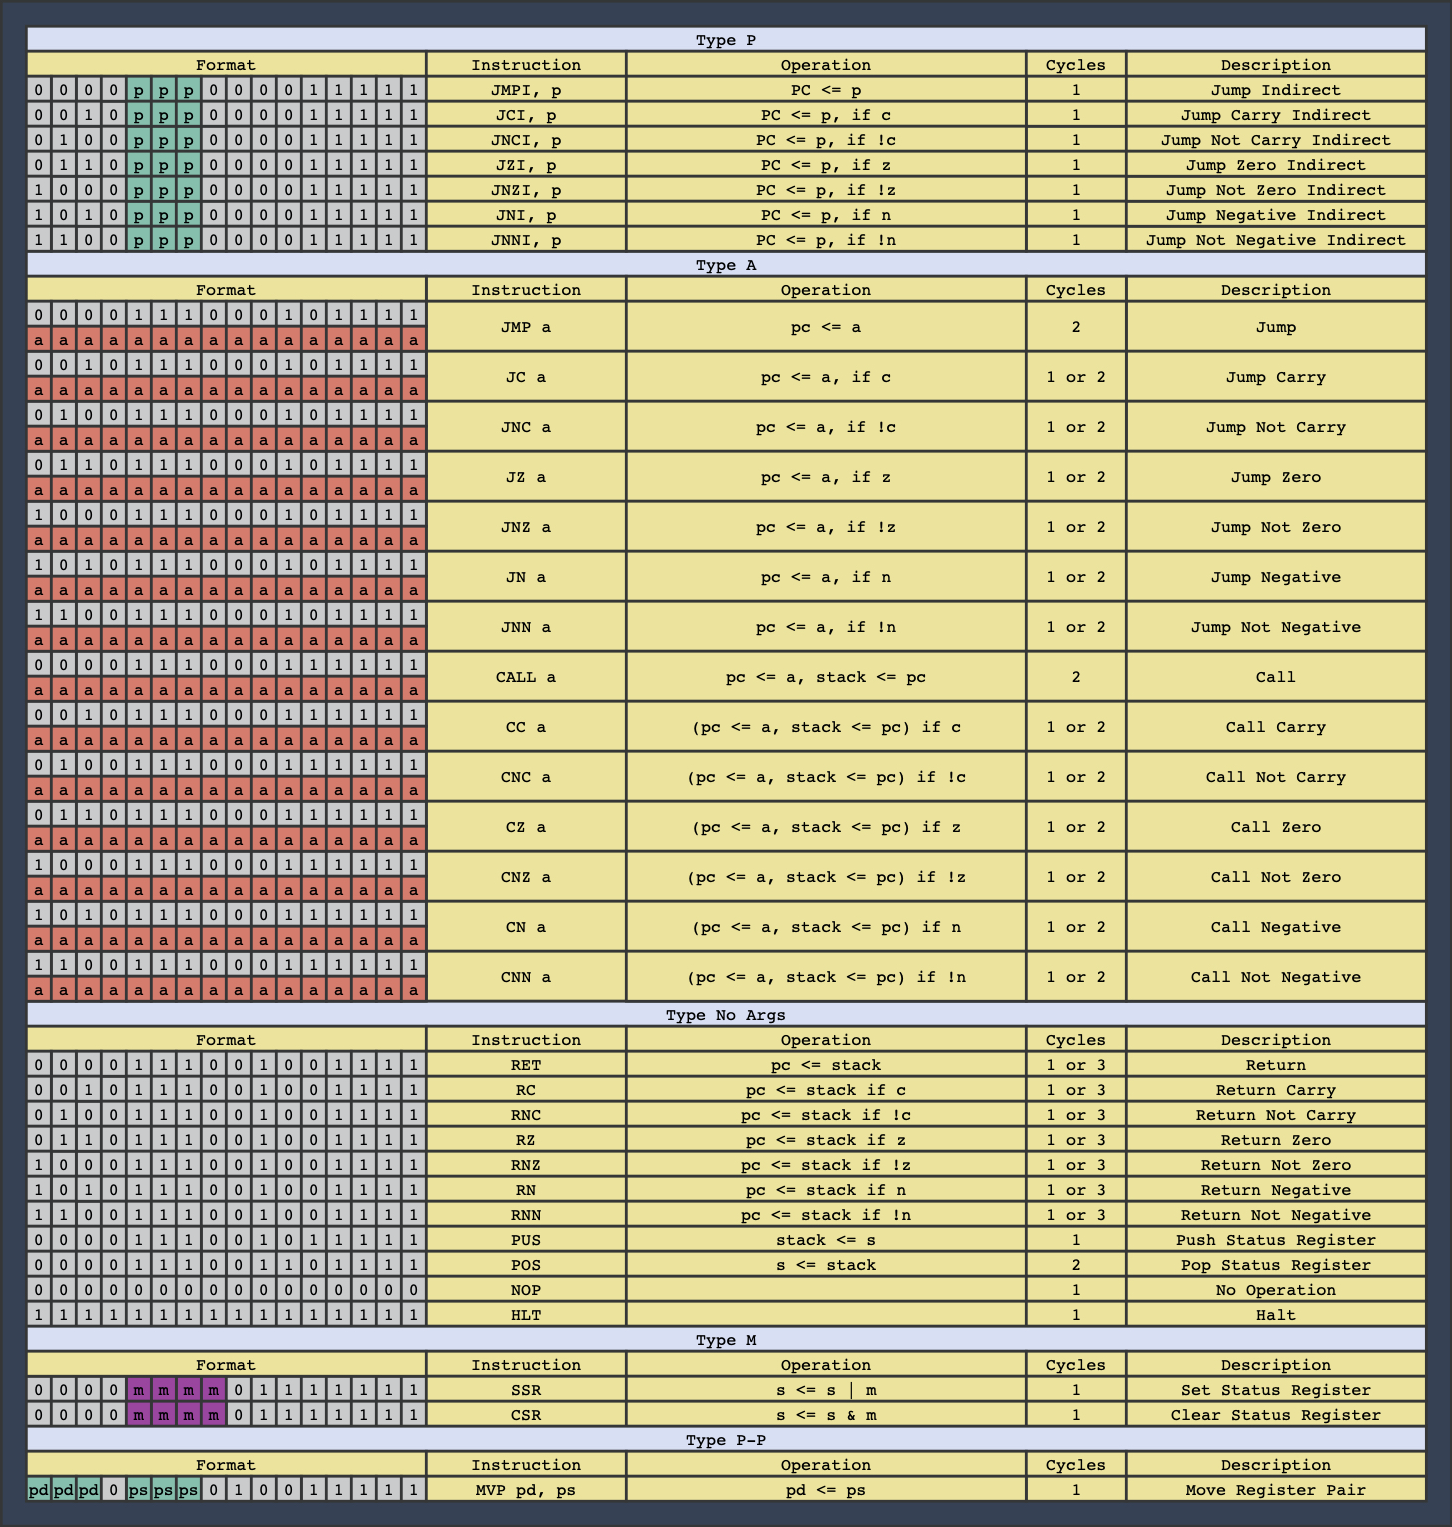 Type P
Format Instruction Operation Cycles Description
0 0 0 0 p p p 0 0 0 0 1 1 1 1 1 JMPI, p PC <= p 1 Jump Indirect
0 0 1 0 p p p 0 0 0 0 1 1 1 1 1 JCI, p PC <= p, if c 1 Jump Carry Indirect
0 1 0 0 p p p 0 0 0 0 1 1 1 1 1 JNCI, p PC <= p, if !c 1 Jump Not Carry Indirect
0 1 1 0 p p p 0 0 0 0 1 1 1 1 1 JZI, p PC <= p, if z 1 Jump Zero Indirect
1 0 0 0 p p p 0 0 0 0 1 1 1 1 1 JNZI, p PC <= p, if !z 1 Jump Not Zero Indirect
1 0 1 0 p p p 0 0 0 0 1 1 1 1 1 JNI, p PC <= p, if n 1 Jump Negative Indirect
1 1 0 0 p p p 0 0 0 0 1 1 1 1 1 JNNI, p PC <= p, if !n 1 Jump Not Negative Indirect
Type A
Format Instruction Operation Cycles Description
0 0 0 0 1 1 1 0 0 0 1 0 1 1 1 1
JMP a pc <= a 2 Jump
a a a a a a a a a a a a a a a a
0 0 1 0 1 1 1 0 0 0 1 0 1 1 1 1
JC a pc <= a, if c 1 or 2 Jump Carry
a a a a a a a a a a a a a a a a
0 1 0 0 1 1 1 0 0 0 1 0 1 1 1 1
JNC a pc <= a, if !c 1 or 2 Jump Not Carry
a a a a a a a a a a a a a a a a
0 1 1 0 1 1 1 0 0 0 1 0 1 1 1 1
JZ a pc <= a, if z 1 or 2 Jump Zero
a a a a a a a a a a a a a a a a
1 0 0 0 1 1 1 0 0 0 1 0 1 1 1 1
JNZ a pc <= a, if !z 1 or 2 Jump Not Zero
a a a a a a a a a a a a a a a a
1 0 1 0 1 1 1 0 0 0 1 0 1 1 1 1
JN a pc <= a, if n 1 or 2 Jump Negative
a a a a a a a a a a a a a a a a
1 1 0 0 1 1 1 0 0 0 1 0 1 1 1 1
JNN a pc <= a, if !n 1 or 2 Jump Not Negative
a a a a a a a a a a a a a a a a
0 0 0 0 1 1 1 0 0 0 1 1 1 1 1 1
CALL a pc <= a, stack <= pc 2 Call
a a a a a a a a a a a a a a a a
0 0 1 0 1 1 1 0 0 0 1 1 1 1 1 1
CC a (pc <= a, stack <= pc) if c 1 or 2 Call Carry
a a a a a a a a a a a a a a a a
0 1 0 0 1 1 1 0 0 0 1 1 1 1 1 1
CNC a (pc <= a, stack <= pc) if !c 1 or 2 Call Not Carry
a a a a a a a a a a a a a a a a
0 1 1 0 1 1 1 0 0 0 1 1 1 1 1 1
CZ a (pc <= a, stack <= pc) if z 1 or 2 Call Zero
a a a a a a a a a a a a a a a a
1 0 0 0 1 1 1 0 0 0 1 1 1 1 1 1
CNZ a (pc <= a, stack <= pc) if !z 1 or 2 Call Not Zero
a a a a a a a a a a a a a a a a
1 0 1 0 1 1 1 0 0 0 1 1 1 1 1 1
CN a (pc <= a, stack <= pc) if n 1 or 2 Call Negative
a a a a a a a a a a a a a a a a
1 1 0 0 1 1 1 0 0 0 1 1 1 1 1 1
CNN a (pc <= a, stack <= pc) if !n 1 or 2 Call Not Negative
a a a a a a a a a a a a a a a a
Type No Args
Format Instruction Operation Cycles Description
0 0 0 0 1 1 1 0 0 1 0 0 1 1 1 1 RET pc <= stack 1 or 3 Return
0 0 1 0 1 1 1 0 0 1 0 0 1 1 1 1 RC pc <= stack if c 1 or 3 Return Carry
0 1 0 0 1 1 1 0 0 1 0 0 1 1 1 1 RNC pc <= stack if !c 1 or 3 Return Not Carry
0 1 1 0 1 1 1 0 0 1 0 0 1 1 1 1 RZ pc <= stack if z 1 or 3 Return Zero
1 0 0 0 1 1 1 0 0 1 0 0 1 1 1 1 RNZ pc <= stack if !z 1 or 3 Return Not Zero
1 0 1 0 1 1 1 0 0 1 0 0 1 1 1 1 RN pc <= stack if n 1 or 3 Return Negative
1 1 0 0 1 1 1 0 0 1 0 0 1 1 1 1 RNN pc <= stack if !n 1 or 3 Return Not Negative
0 0 0 0 1 1 1 0 0 1 0 1 1 1 1 1 PUS stack <= s 1 Push Status Register
0 0 0 0 1 1 1 0 0 1 1 0 1 1 1 1 POS s <= stack 2 Pop Status Register
0 0 0 0 0 0 0 0 0 0 0 0 0 0 0 0 NOP 1 No Operation
1 1 1 1 1 1 1 1 1 1 1 1 1 1 1 1 HLT 1 Halt
Type M
Format Instruction Operation Cycles Description
0 0 0 0 m m m m 0 1 1 1 1 1 1 1 SSR s <= s | m 1 Set Status Register
0 0 0 0 m m m m 0 1 1 1 1 1 1 1 CSR s <= s & m 1 Clear Status Register
Type P-P
Format Instruction Operation Cycles Description
pd pd pd 0 ps ps ps 0 1 0 0 1 1 1 1 1 MVP pd, ps pd <= ps 1 Move Register Pair